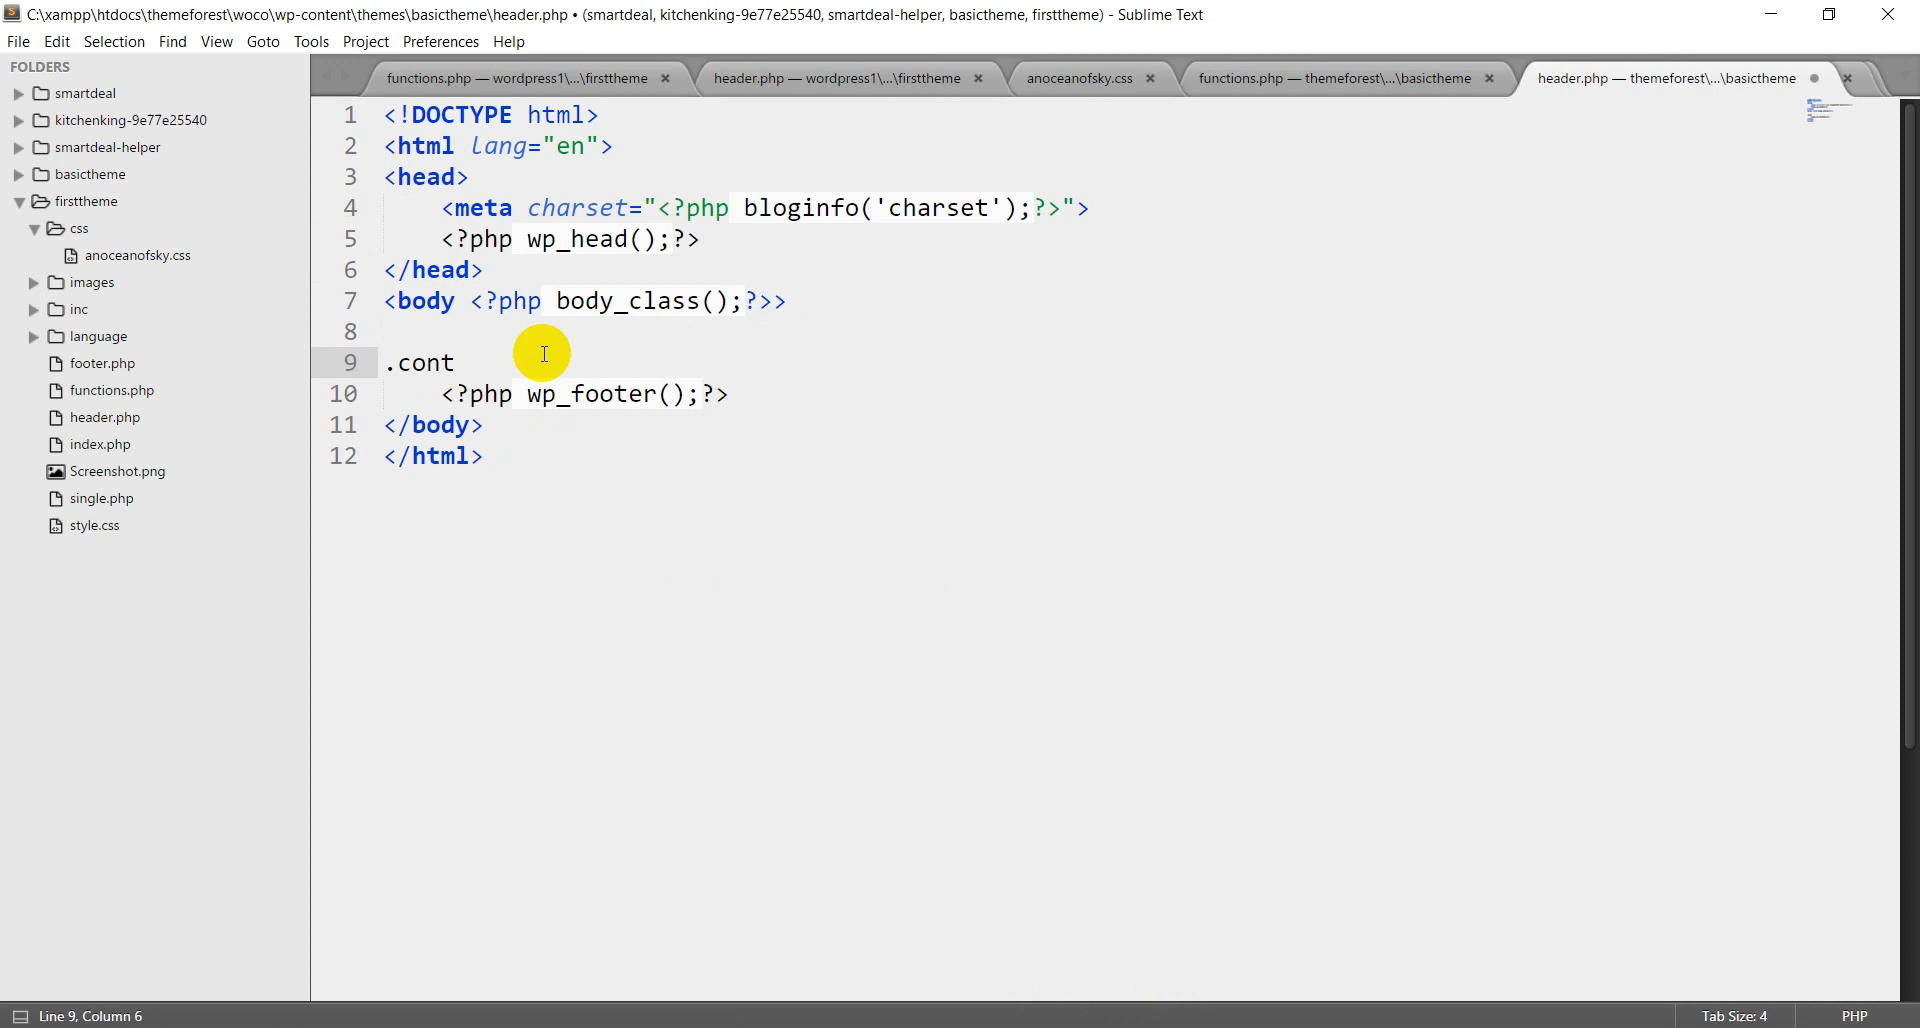 C:\xampp\htdocs\themeforest\woco\wp-content\themes\basictheme\header.php • (smartdeal, kitchenking-9e77e25540, smartdeal-helper, basictheme, firsttheme) - Sublime Text
File Edit Selection Find View Goto Tools Project Preferences Help
FOLDERS
smartdeal
kitchenking-9e77e25540
smartdeal-helper
basictheme
firsttheme
css
anoceanofsky.css
images
inc
language
footer.php
functions.php
header.php
index.php
Screenshot.png
single.php
style.css
functions.php — wordpress1\...\firsttheme
header.php — wordpress1\...\firsttheme
anoceanofsky.css
functions.php — themeforest\...\basictheme
header.php — themeforest\...\basictheme
1 <!DOCTYPE html>
2 <html lang="en">
3 <head>
4 <meta charset="<?php bloginfo('charset');?>">
5 <?php wp_head();?>
6 </head>
7 <body <?php body_class();?>>
8
9 .cont
10 <?php wp_footer();?>
11 </body>
12 </html>
Line 9, Column 6
Tab Size: 4
PHP